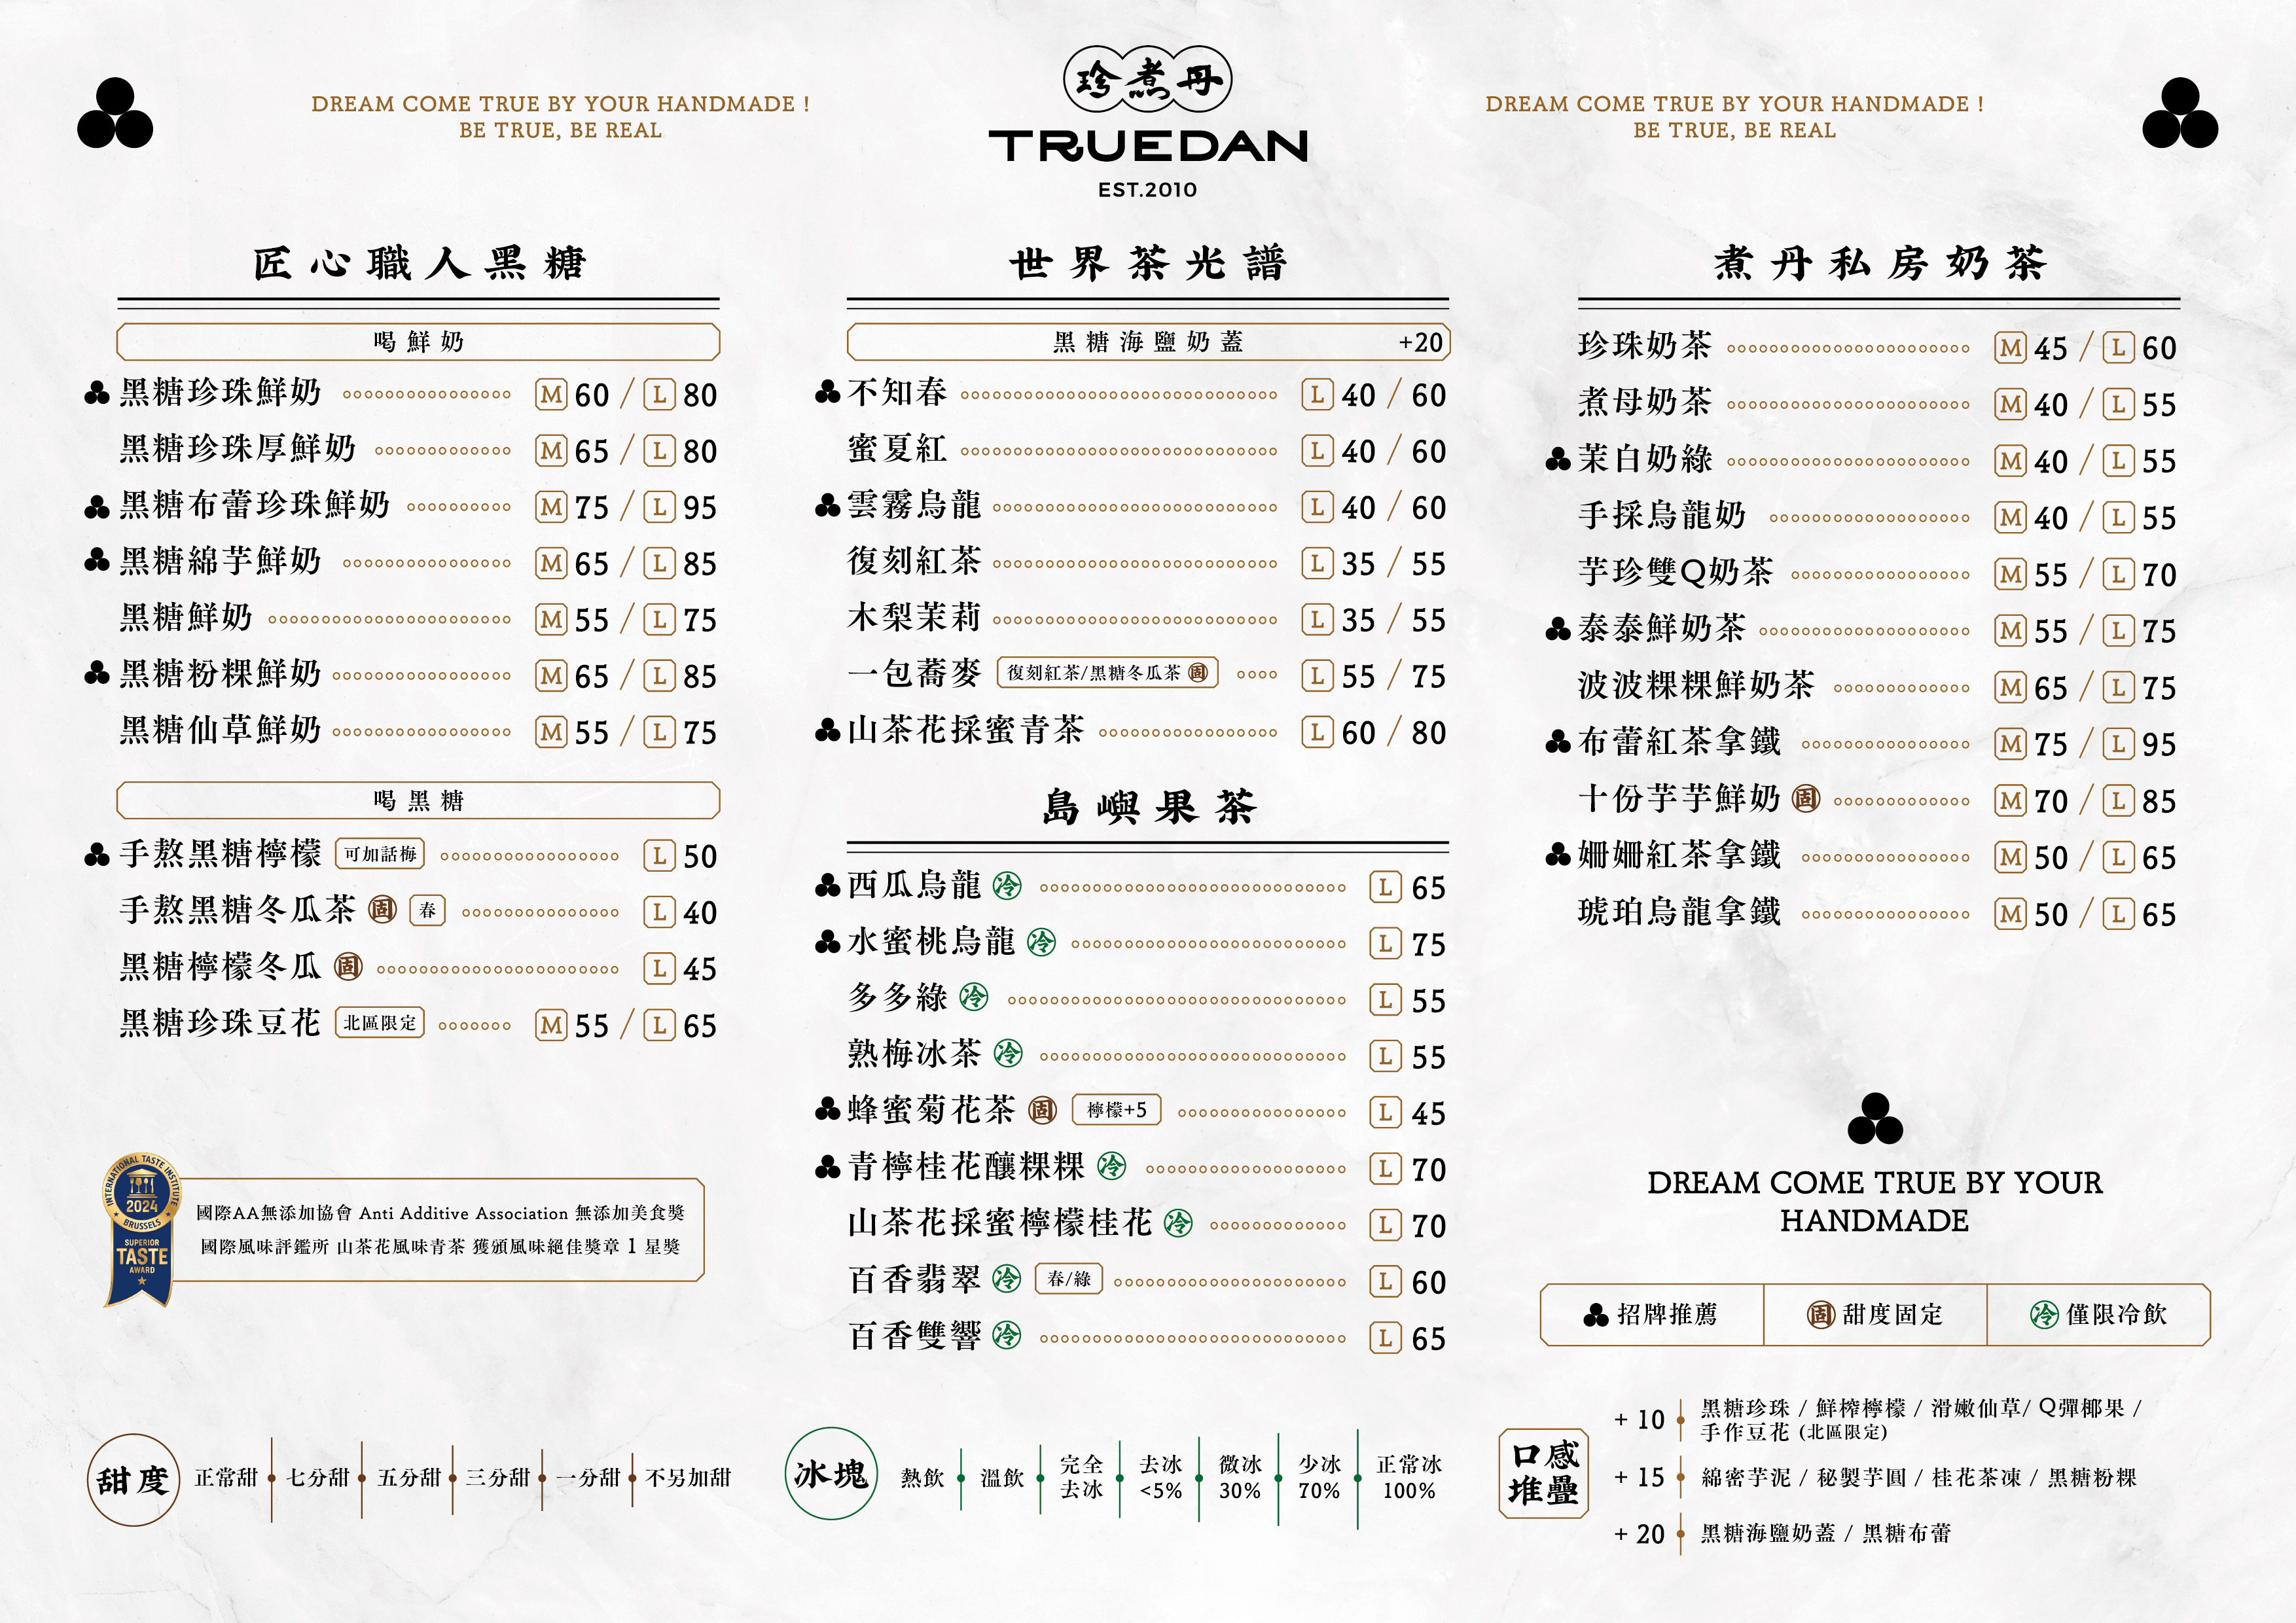 珍煮丹
TRUEDAN
EST.2010
DREAM COME TRUE BY YOUR HANDMADE !
BE TRUE, BE REAL
DREAM COME TRUE BY YOUR HANDMADE !
BE TRUE, BE REAL
匠心職人黑糖
喝鮮奶
黑糖珍珠鮮奶 M 60 / L 80
黑糖珍珠厚鮮奶 M 65 / L 80
黑糖布蕾珍珠鮮奶 M 75 / L 95
黑糖綿芋鮮奶 M 65 / L 85
黑糖鮮奶 M 55 / L 75
黑糖粉粿鮮奶 M 65 / L 85
黑糖仙草鮮奶 M 55 / L 75
喝黑糖
手熬黑糖檸檬 可加話梅 L 50
手熬黑糖冬瓜茶 固 春 L 40
黑糖檸檬冬瓜 固 L 45
黑糖珍珠豆花 北區限定 M 55 / L 65
INTERNATIONAL TASTE INSTITUTE
2024
BRUSSELS
SUPERIOR
TASTE
AWARD
國際AA無添加協會 Anti Additive Association 無添加美食獎
國際風味評鑑所 山茶花風味青茶 獲頒風味絕佳獎章 1 星獎
世界茶光譜
黑糖海鹽奶蓋 +20
不知春 L 40 / 60
蜜夏紅 L 40 / 60
雲霧烏龍 L 40 / 60
復刻紅茶 L 35 / 55
木梨茉莉 L 35 / 55
一包蕎麥 復刻紅茶/黑糖冬瓜茶 固 L 55 / 75
山茶花採蜜青茶 L 60 / 80
島嶼果茶
西瓜烏龍 冷 L 65
水蜜桃烏龍 冷 L 75
多多綠 冷 L 55
熟梅冰茶 冷 L 55
蜂蜜菊花茶 固 檸檬+5 L 45
青檸桂花釀粿粿 冷 L 70
山茶花採蜜檸檬桂花 冷 L 70
百香翡翠 冷 春/綠 L 60
百香雙響 冷 L 65
煮丹私房奶茶
珍珠奶茶 M 45 / L 60
煮母奶茶 M 40 / L 55
茉白奶綠 M 40 / L 55
手採烏龍奶 M 40 / L 55
芋珍雙Q奶茶 M 55 / L 70
泰泰鮮奶茶 M 55 / L 75
波波粿粿鮮奶茶 M 65 / L 75
布蕾紅茶拿鐵 M 75 / L 95
十份芋芋鮮奶 固 M 70 / L 85
姍姍紅茶拿鐵 M 50 / L 65
琥珀烏龍拿鐵 M 50 / L 65
DREAM COME TRUE BY YOUR
HANDMADE
招牌推薦 固 甜度固定 冷 僅限冷飲
甜度 正常甜 七分甜 五分甜 三分甜 一分甜 不另加甜
冰塊 熱飲 溫飲 完全去冰 去冰<5% 微冰30% 少冰70% 正常冰100%
口感
堆疊
+ 10 黑糖珍珠 / 鮮榨檸檬 / 滑嫩仙草/ Q彈椰果 /
手作豆花 (北區限定)
+ 15 綿密芋泥 / 秘製芋圓 / 桂花茶凍 / 黑糖粉粿
+ 20 黑糖海鹽奶蓋 / 黑糖布蕾